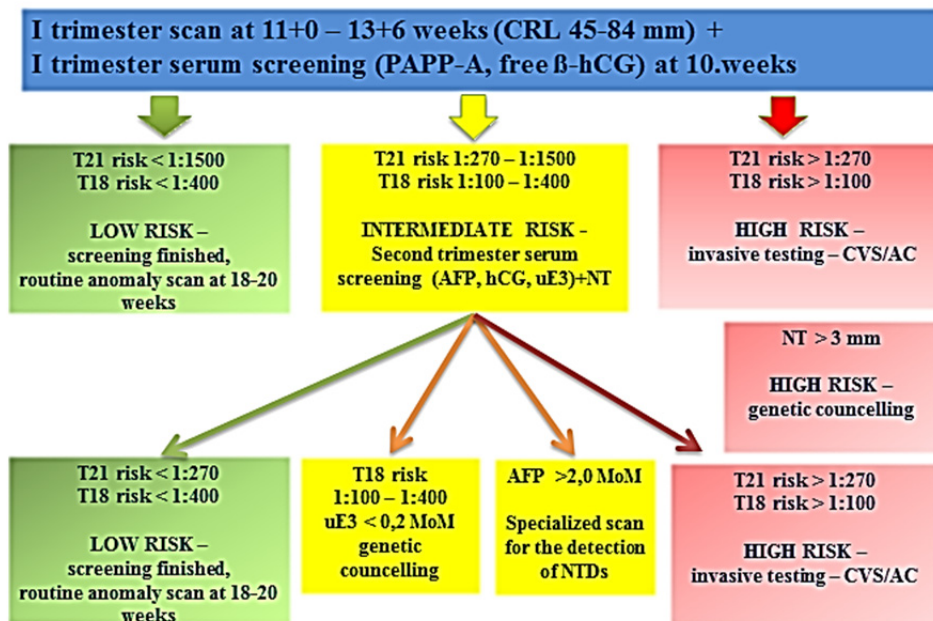 I trimester scan at 11+0 – 13+6 weeks (CRL 45-84 mm) +
I trimester serum screening (PAPP-A, free ß-hCG) at 10.weeks
T21 risk < 1:1500
T18 risk < 1:400
LOW RISK –
screening finished,
routine anomaly scan at 18-20
weeks
T21 risk 1:270 – 1:1500
T18 risk 1:100 – 1:400
INTERMEDIATE RISK -
Second trimester serum
screening (AFP, hCG, uE3)+NT
T21 risk > 1:270
T18 risk > 1:100
HIGH RISK –
invasive testing – CVS/AC
NT > 3 mm
HIGH RISK –
genetic councelling
T21 risk < 1:270
T18 risk < 1:400
LOW RISK –
screening finished,
routine anomaly scan at 18-20
weeks
T18 risk
1:100 – 1:400
uE3 < 0,2 MoM
genetic
councelling
AFP >2,0 MoM
Specialized scan
for the detection
of NTDs
T21 risk > 1:270
T18 risk > 1:100
HIGH RISK –
invasive testing – CVS/AC